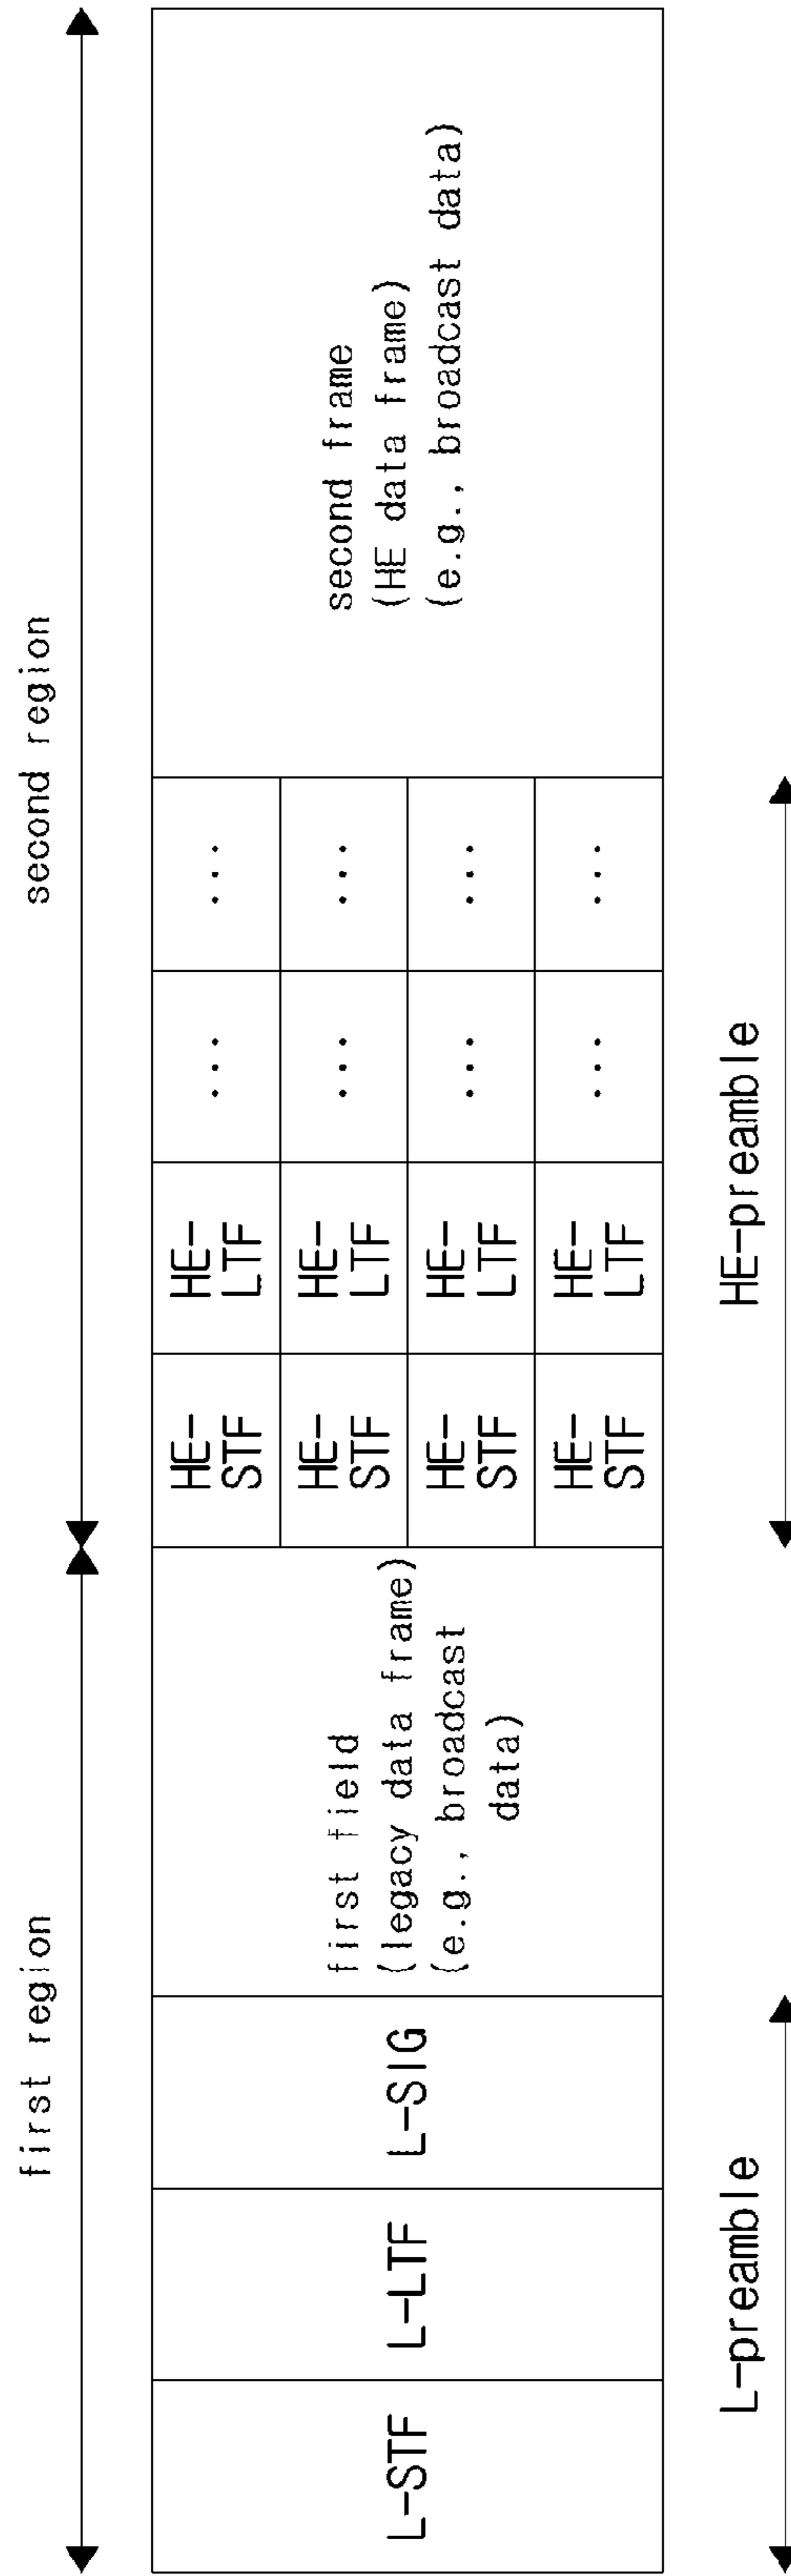 first region
second region
L-STF
L-LTF
L-SIG
first field
(legacy data frame)
(e.g., broadcast
data)
HE-
STF
HE-
LTF
...
...
HE-
STF
HE-
LTF
...
...
HE-
STF
HE-
LTF
...
...
HE-
STF
HE-
LTF
...
...
second frame
(HE data frame)
(e.g., broadcast data)
L-preamble
HE-preamble